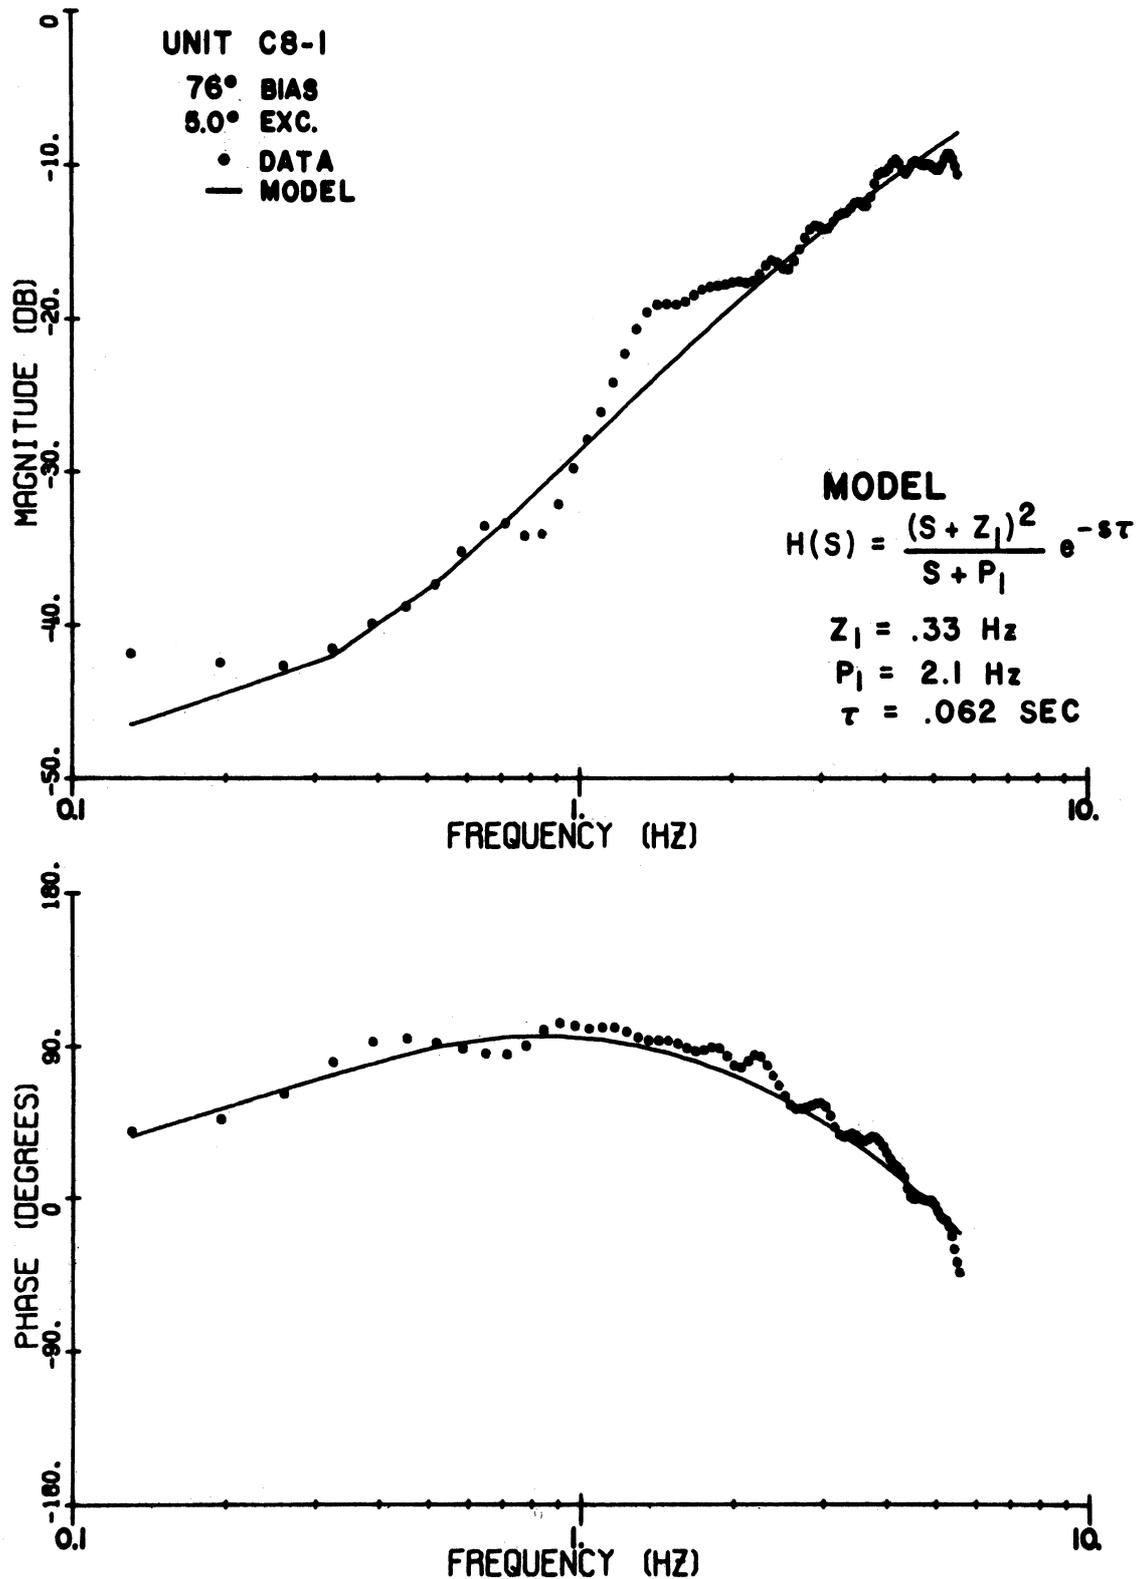 0
-10.
-20.
-30.
-40.
-50.
MAGNITUDE (DB)
UNIT C8-1
76° BIAS
5.0° EXC.
• DATA
— MODEL
MODEL
H(S) = (S + Z1)2 / S + P1 e-sτ
Z1 = .33 Hz
P1 = 2.1 Hz
τ = .062 SEC
0.1 1. 10.
FREQUENCY (HZ)
180.
90.
0
-90.
-180.
PHASE (DEGREES)
0.1 1. 10.
FREQUENCY (HZ)